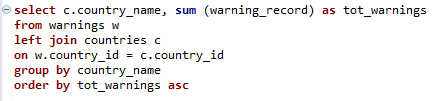 select c.country_name, sum (warning_record) as tot_warnings
from warnings w
left join countries c
on w.country_id = c.country_id
group by country_name
order by tot_warnings asc